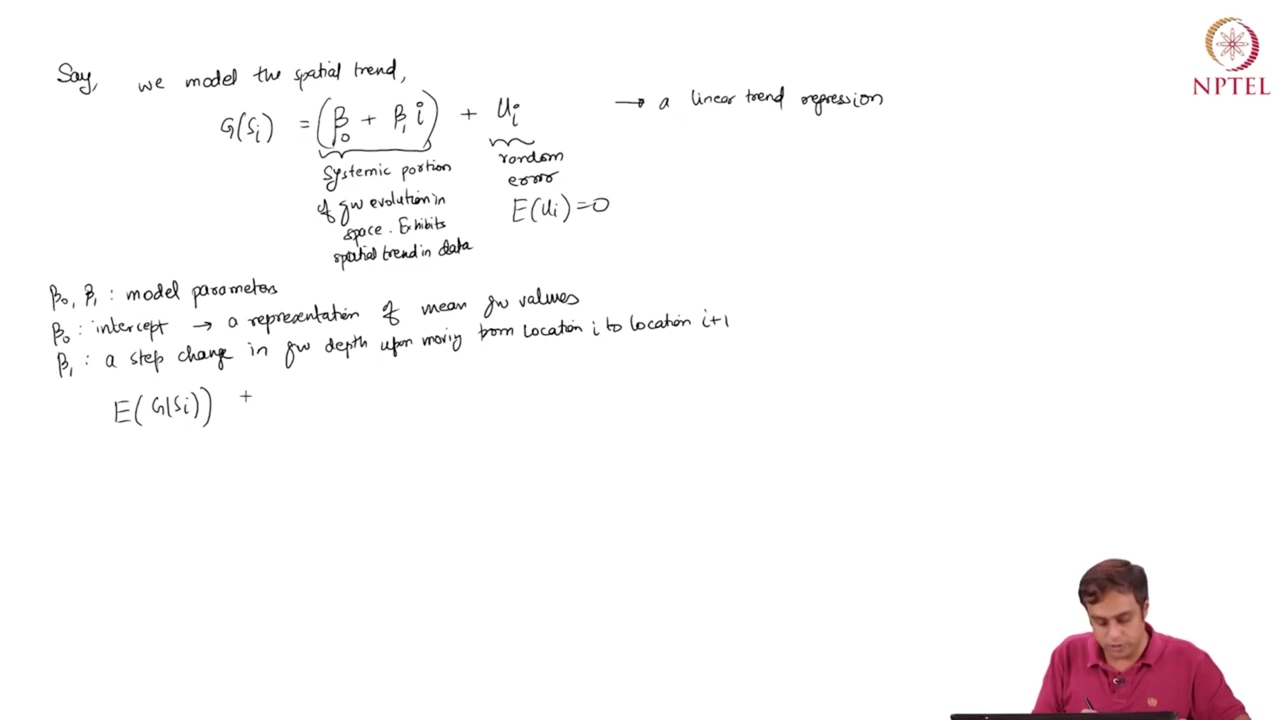 Say, we model the spatial trend,
G(Si) = (β0 + β1 i) + Ui → a linear trend regression
Systemic portion of gw evolution in space. Exhibits spatial trend in data
random error
E(Ui) = 0
β0, β1 : model parameters
β0 : intercept → a representation of mean gw values
β1 : a step change in gw depth upon moving from location i to location i+1
E(G(Si)) +
NPTEL